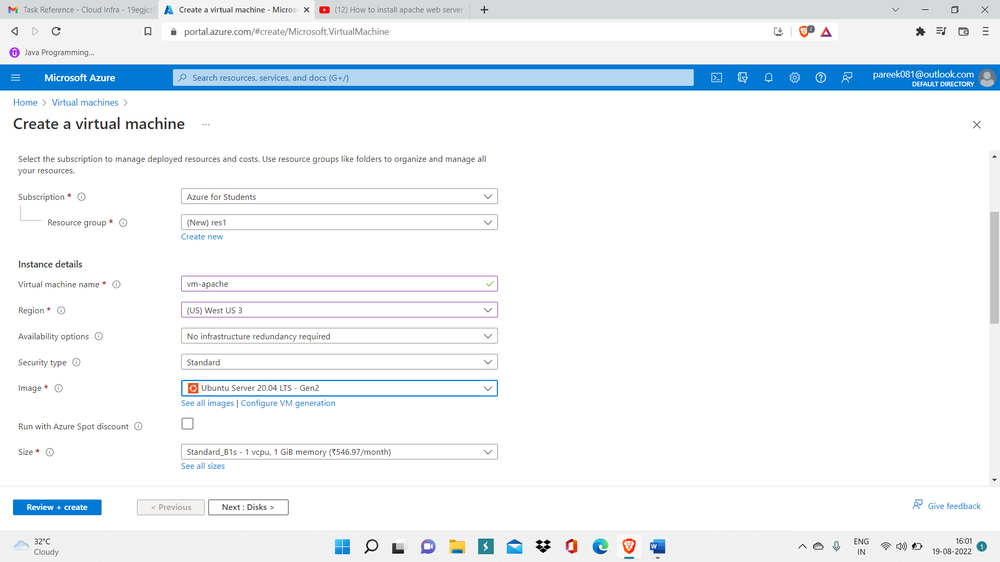 Task Reference - Cloud Infra - 19egjcs
Create a virtual machine - Micros
(12) How to install apache web server
portal.azure.com/#create/Microsoft.VirtualMachine
2
Java Programming...
Microsoft Azure
Search resources, services, and docs (G+/)
pareek081@outlook.com
DEFAULT DIRECTORY
Home > Virtual machines >
Create a virtual machine ...
Select the subscription to manage deployed resources and costs. Use resource groups like folders to organize and manage all
your resources.
Subscription * Azure for Students
Resource group * (New) res1
Create new
Instance details
Virtual machine name * vm-apache
Region * (US) West US 3
Availability options No infrastructure redundancy required
Security type Standard
Image * Ubuntu Server 20.04 LTS - Gen2
See all images | Configure VM generation
Run with Azure Spot discount
Size * Standard_B1s - 1 vcpu, 1 GiB memory (₹546.97/month)
See all sizes
Review + create
< Previous
Next : Disks >
Give feedback
32°C
Cloudy
ENG
IN
16:01
19-08-2022
1